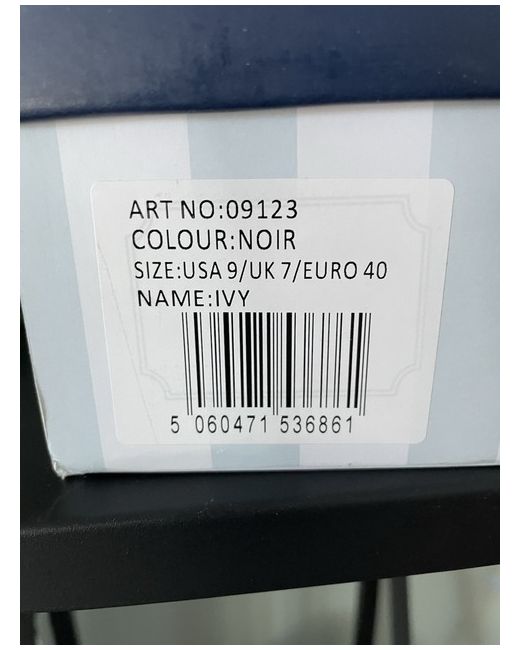 ART NO:09123
COLOUR:NOIR
SIZE:USA 9/UK 7/EURO 40
NAME:IVY
5 060471 536861